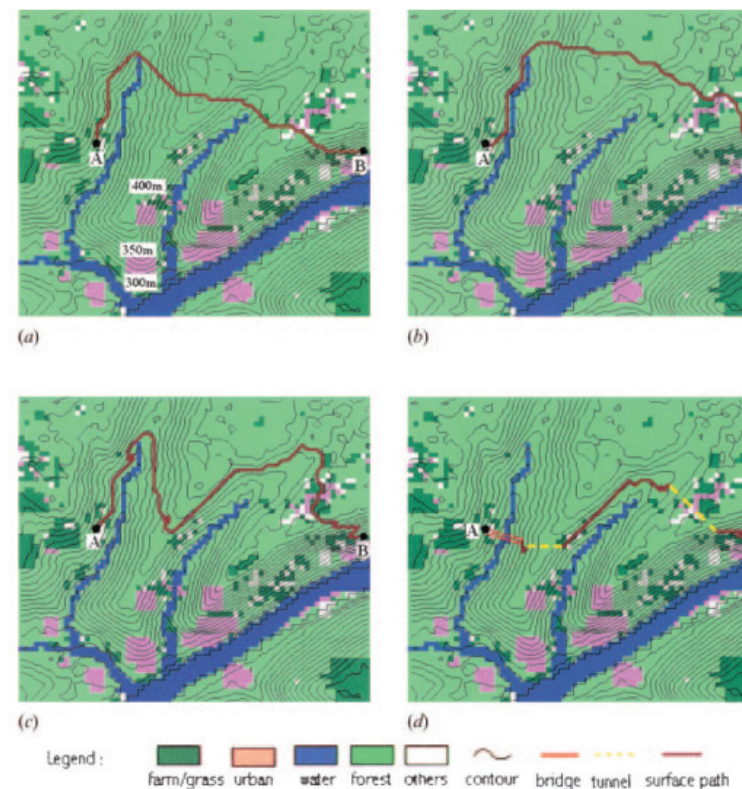 A
B
400m
350m
300m
A
(a)
(b)
A
B
A
(c)
(d)
Legend :
farm/grass urban water forest others contour bridge tunnel surface path